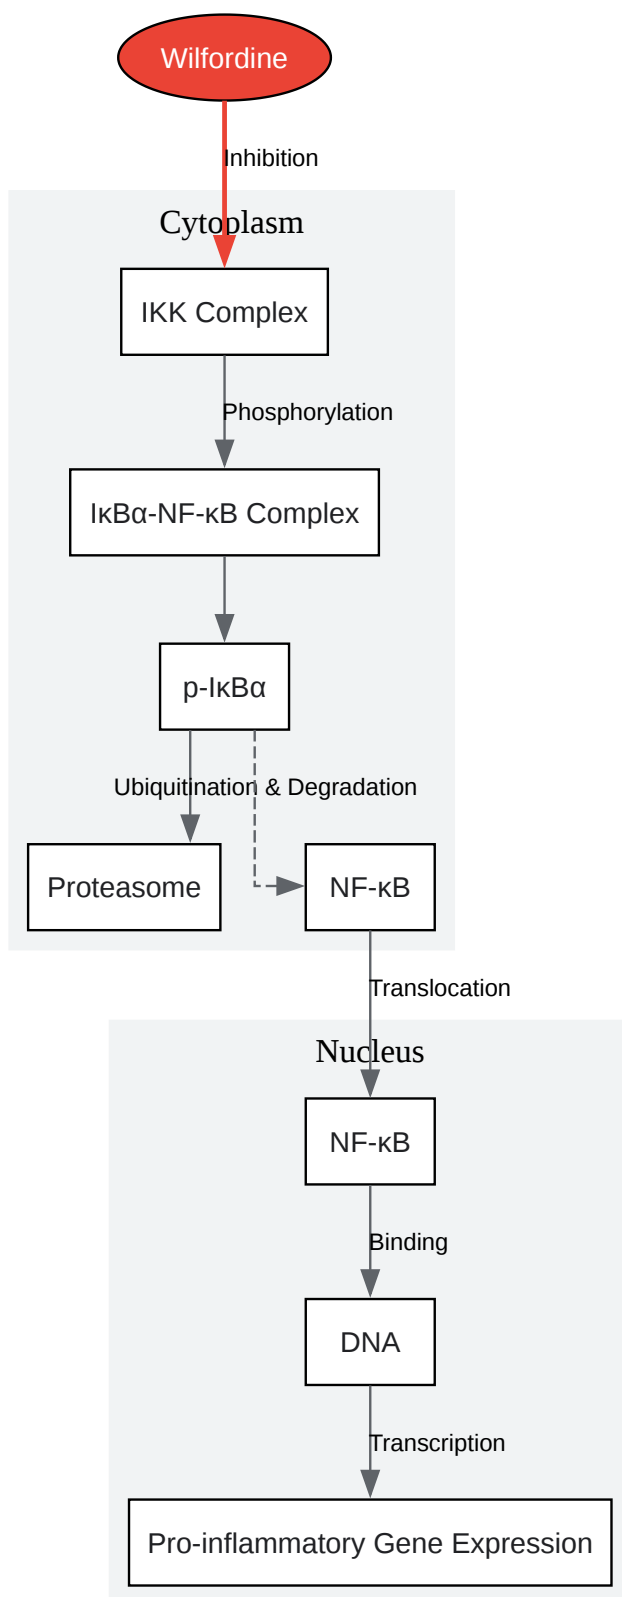 Wilfordine
Inhibition
Cytoplasm
IKK Complex
Phosphorylation
IκBα-NF-κB Complex
p-IκBα
Ubiquitination & Degradation
Proteasome
NF-κB
Translocation
Nucleus
NF-κB
Binding
DNA
Transcription
Pro-inflammatory Gene Expression